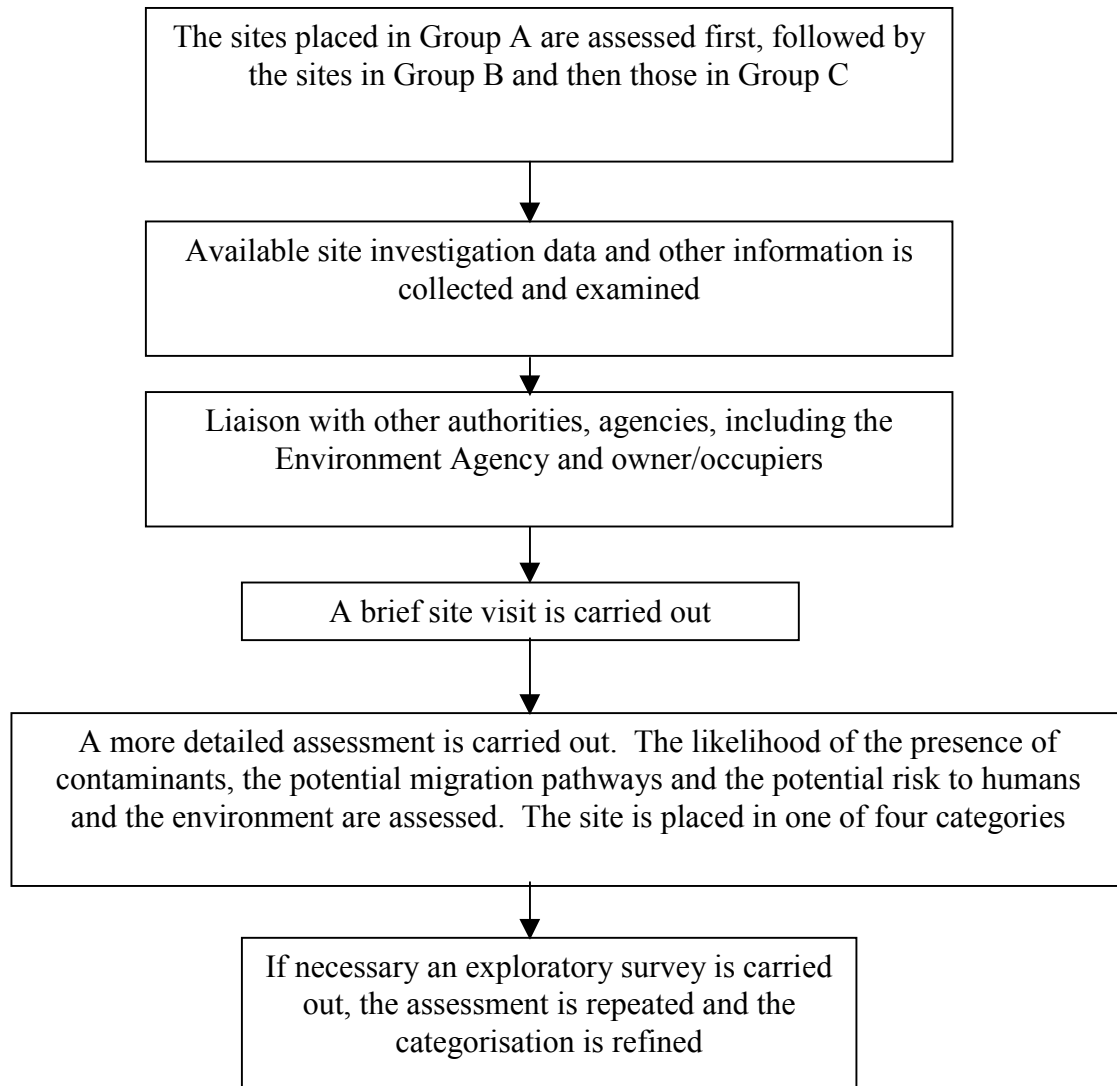 The sites placed in Group A are assessed first, followed by
the sites in Group B and then those in Group C
Available site investigation data and other information is
collected and examined
Liaison with other authorities, agencies, including the
Environment Agency and owner/occupiers
A brief site visit is carried out
A more detailed assessment is carried out.  The likelihood of the presence of
contaminants, the potential migration pathways and the potential risk to humans
and the environment are assessed.  The site is placed in one of four categories
If necessary an exploratory survey is carried
out, the assessment is repeated and the
categorisation is refined